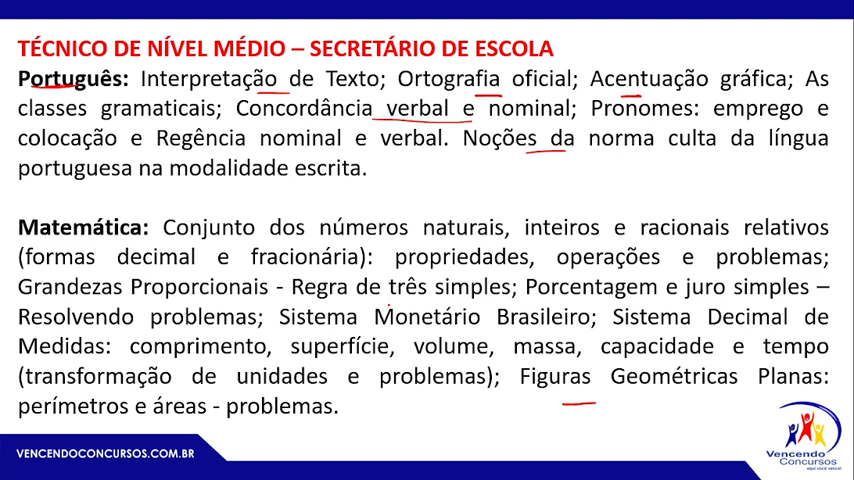 TÉCNICO DE NÍVEL MÉDIO – SECRETÁRIO DE ESCOLA
Português: Interpretação de Texto; Ortografia oficial; Acentuação gráfica; As
classes gramaticais; Concordância verbal e nominal; Pronomes: emprego e
colocação e Regência nominal e verbal. Noções da norma culta da língua
portuguesa na modalidade escrita.
Matemática: Conjunto dos números naturais, inteiros e racionais relativos
(formas decimal e fracionária): propriedades, operações e problemas;
Grandezas Proporcionais - Regra de três simples; Porcentagem e juro simples –
Resolvendo problemas; Sistema Monetário Brasileiro; Sistema Decimal de
Medidas: comprimento, superfície, volume, massa, capacidade e tempo
(transformação de unidades e problemas); Figuras Geométricas Planas:
perímetros e áreas - problemas.
VENCENDOCONCURSOS.COM.BR
Vencendo
Concursos
aqui você vence!